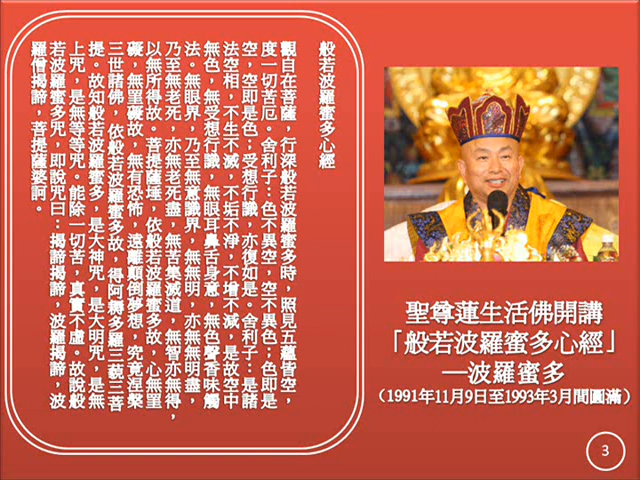 般若波羅蜜多心經
觀自在菩薩，行深般若波羅蜜多時，照見五蘊皆空，
度一切苦厄。舍利子：色不異空，空不異色；色即是
空，空即是色；受想行識，亦復如是。舍利子：是諸
法空相，不生不滅，不垢不淨，不增不減，是故空中
無色，無受想行識，無眼耳鼻舌身意，無色聲香味觸
法。無眼界，乃至無意識界，無無明，亦無無明盡，
乃至無老死，亦無老死盡，無苦集滅道，無智亦無得，
以無所得故。菩提薩埵，依般若波羅蜜多故，心無罣
礙，無罣礙故，無有恐怖，遠離顛倒夢想，究竟涅槃
三世諸佛，依般若波羅蜜多故，得阿耨多羅三藐三菩
提。故知般若波羅蜜多，是大神咒，是大明咒，是無
上咒，是無等等咒。能除一切苦，真實不虛。故說般
若波羅蜜多咒，即說咒曰：揭諦揭諦，波羅揭諦，波
羅僧揭諦，菩提薩婆訶。
聖尊蓮生活佛開講
「般若波羅蜜多心經」
—波羅蜜多
（1991年11月9日至1993年3月間圓滿）
3